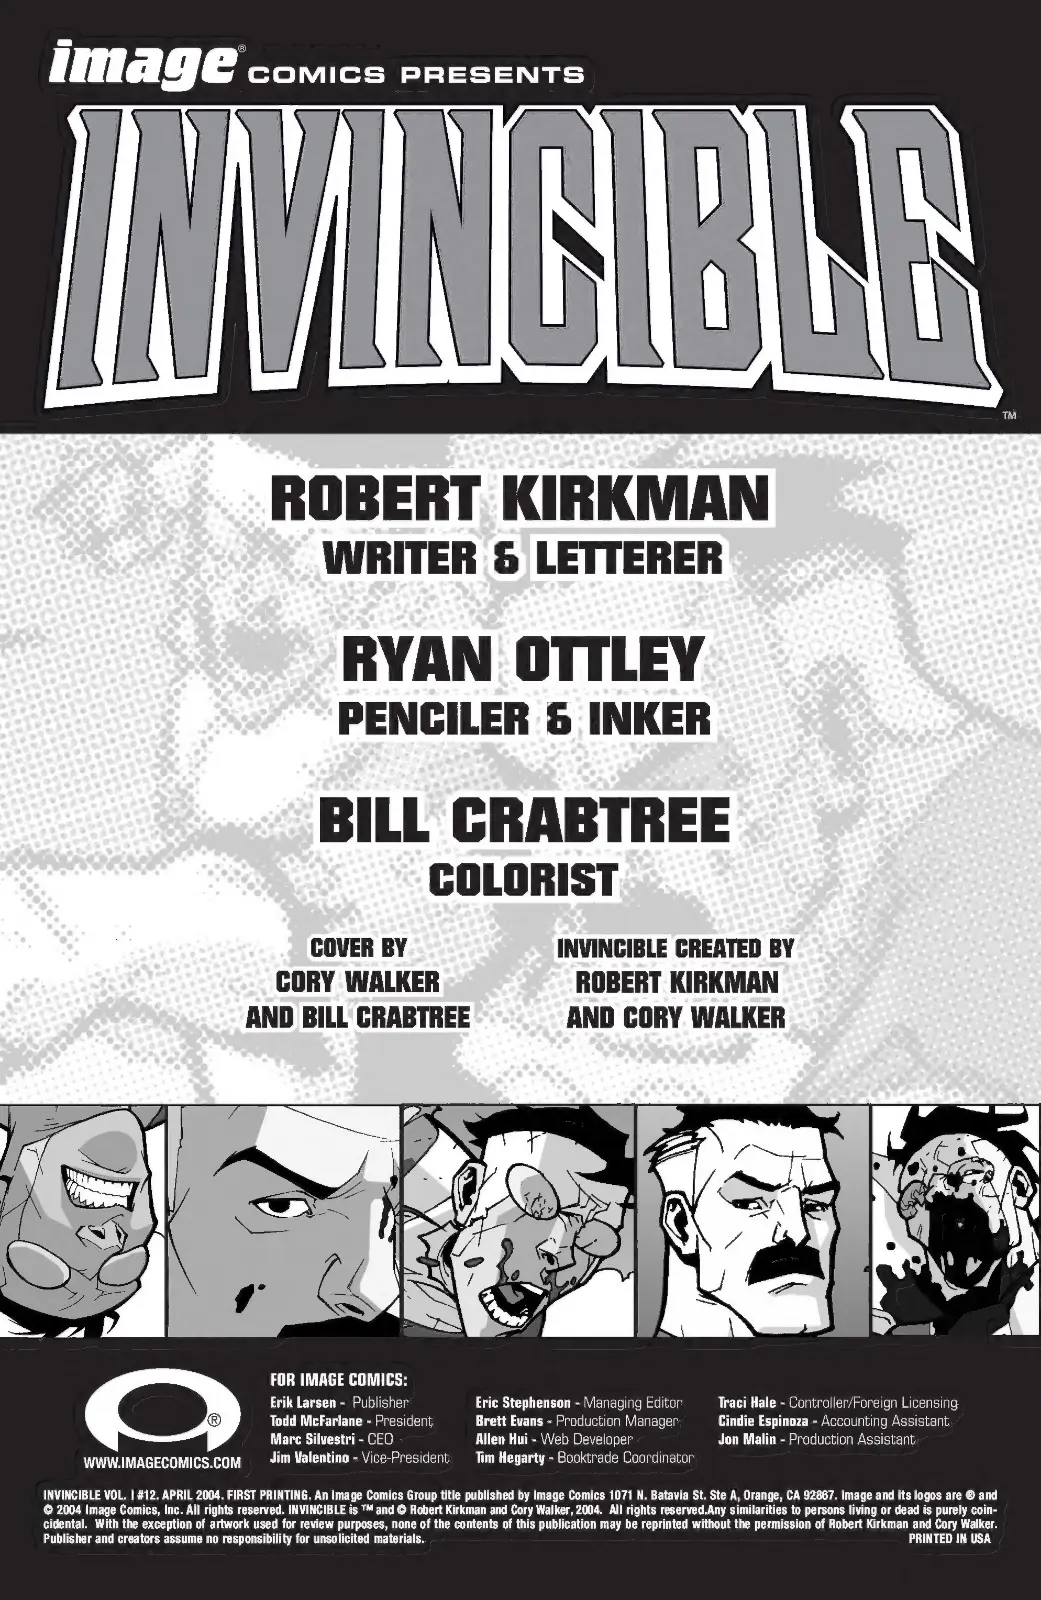 image® COMICS PRESENTS
INVINCIBLE
TM
ROBERT KIRKMAN
WRITER & LETTERER
RYAN OTTLEY
PENCILER & INKER
BILL CRABTREE
COLORIST
COVER BY
CORY WALKER
AND BILL CRABTREE
INVINCIBLE CREATED BY
ROBERT KIRKMAN
AND CORY WALKER
®
WWW.IMAGECOMICS.COM
FOR IMAGE COMICS:
Erik Larsen - Publisher
Todd McFarlane - President
Marc Silvestri - CEO
Jim Valentino - Vice-President
Eric Stephenson - Managing Editor
Brett Evans - Production Manager
Allen Hui - Web Developer
Tim Hegarty - Booktrade Coordinator
Traci Hale - Controller/Foreign Licensing
Cindie Espinoza - Accounting Assistant
Jon Malin - Production Assistant
INVINCIBLE VOL. I #12. APRIL 2004. FIRST PRINTING. An Image Comics Group title published by Image Comics 1071 N. Batavia St. Ste A, Orange, CA 92867. Image and its logos are ® and
© 2004 Image Comics, Inc. All rights reserved. INVINCIBLE is ™ and © Robert Kirkman and Cory Walker, 2004. All rights reserved.Any similarities to persons living or dead is purely coin-
cidental. With the exception of artwork used for review purposes, none of the contents of this publication may be reprinted without the permission of Robert Kirkman and Cory Walker.
Publisher and creators assume no responsibility for unsolicited materials. PRINTED IN USA